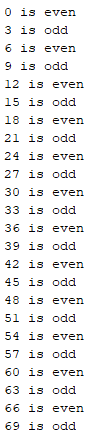 0 is even
3 is odd
6 is even
9 is odd
12 is even
15 is odd
18 is even
21 is odd
24 is even
27 is odd
30 is even
33 is odd
36 is even
39 is odd
42 is even
45 is odd
48 is even
51 is odd
54 is even
57 is odd
60 is even
63 is odd
66 is even
69 is odd